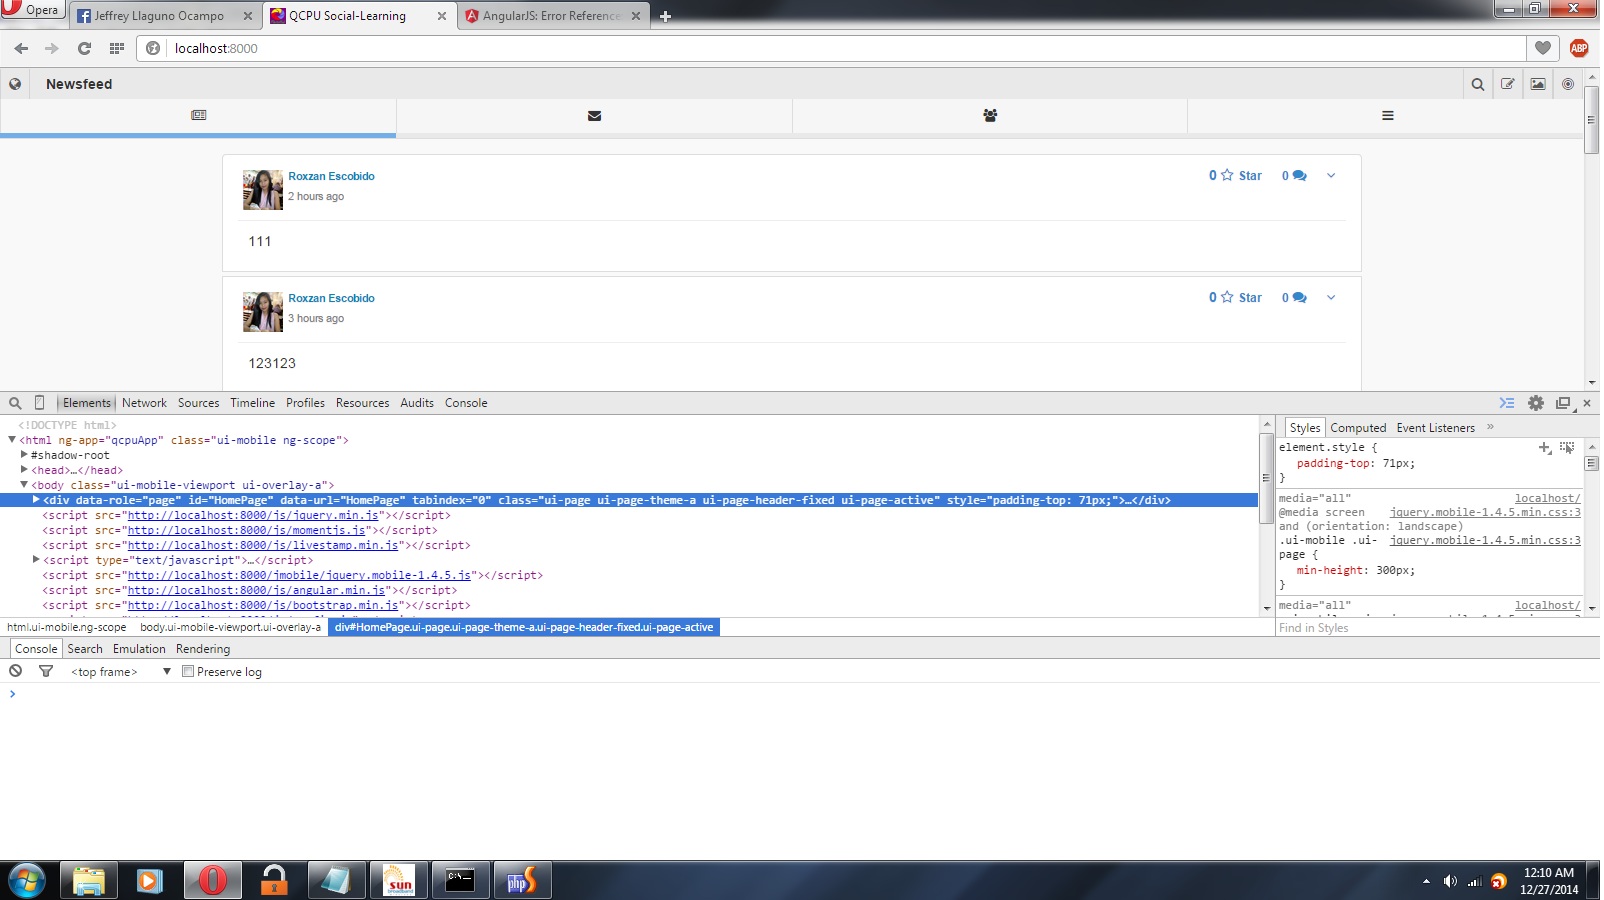 Opera
Jeffrey Llaguno Ocampo
QCPU Social-Learning
AngularJS: Error Reference
localhost:8000
ABP
Newsfeed
Roxzan Escobido
0 Star 0
2 hours ago
111
Roxzan Escobido
0 Star 0
3 hours ago
123123
Elements Network Sources Timeline Profiles Resources Audits Console
<!DOCTYPE html>
<html ng-app="qcpuApp" class="ui-mobile ng-scope">
#shadow-root
<head>…</head>
<body class="ui-mobile-viewport ui-overlay-a">
<div data-role="page" id="HomePage" data-url="HomePage" tabindex="0" class="ui-page ui-page-theme-a ui-page-header-fixed ui-page-active" style="padding-top: 71px;">…</div>
<script src="http://localhost:8000/js/jquery.min.js"></script>
<script src="http://localhost:8000/js/momentjs.js"></script>
<script src="http://localhost:8000/js/livestamp.min.js"></script>
<script type="text/javascript">…</script>
<script src="http://localhost:8000/jmobile/jquery.mobile-1.4.5.js"></script>
<script src="http://localhost:8000/js/angular.min.js"></script>
<script src="http://localhost:8000/js/bootstrap.min.js"></script>
html.ui-mobile.ng-scope body.ui-mobile-viewport.ui-overlay-a div#HomePage.ui-page.ui-page-theme-a.ui-page-header-fixed.ui-page-active
Styles Computed Event Listeners »
element.style {
padding-top: 71px;
}
media="all" localhost/
@media screen jquery.mobile-1.4.5.min.css:3
and (orientation: landscape)
.ui-mobile .ui- jquery.mobile-1.4.5.min.css:3
page {
min-height: 300px;
}
media="all" localhost/
Find in Styles
Console Search Emulation Rendering
<top frame> ▼ Preserve log
>
sun
C:\-
php
12:10 AM
12/27/2014